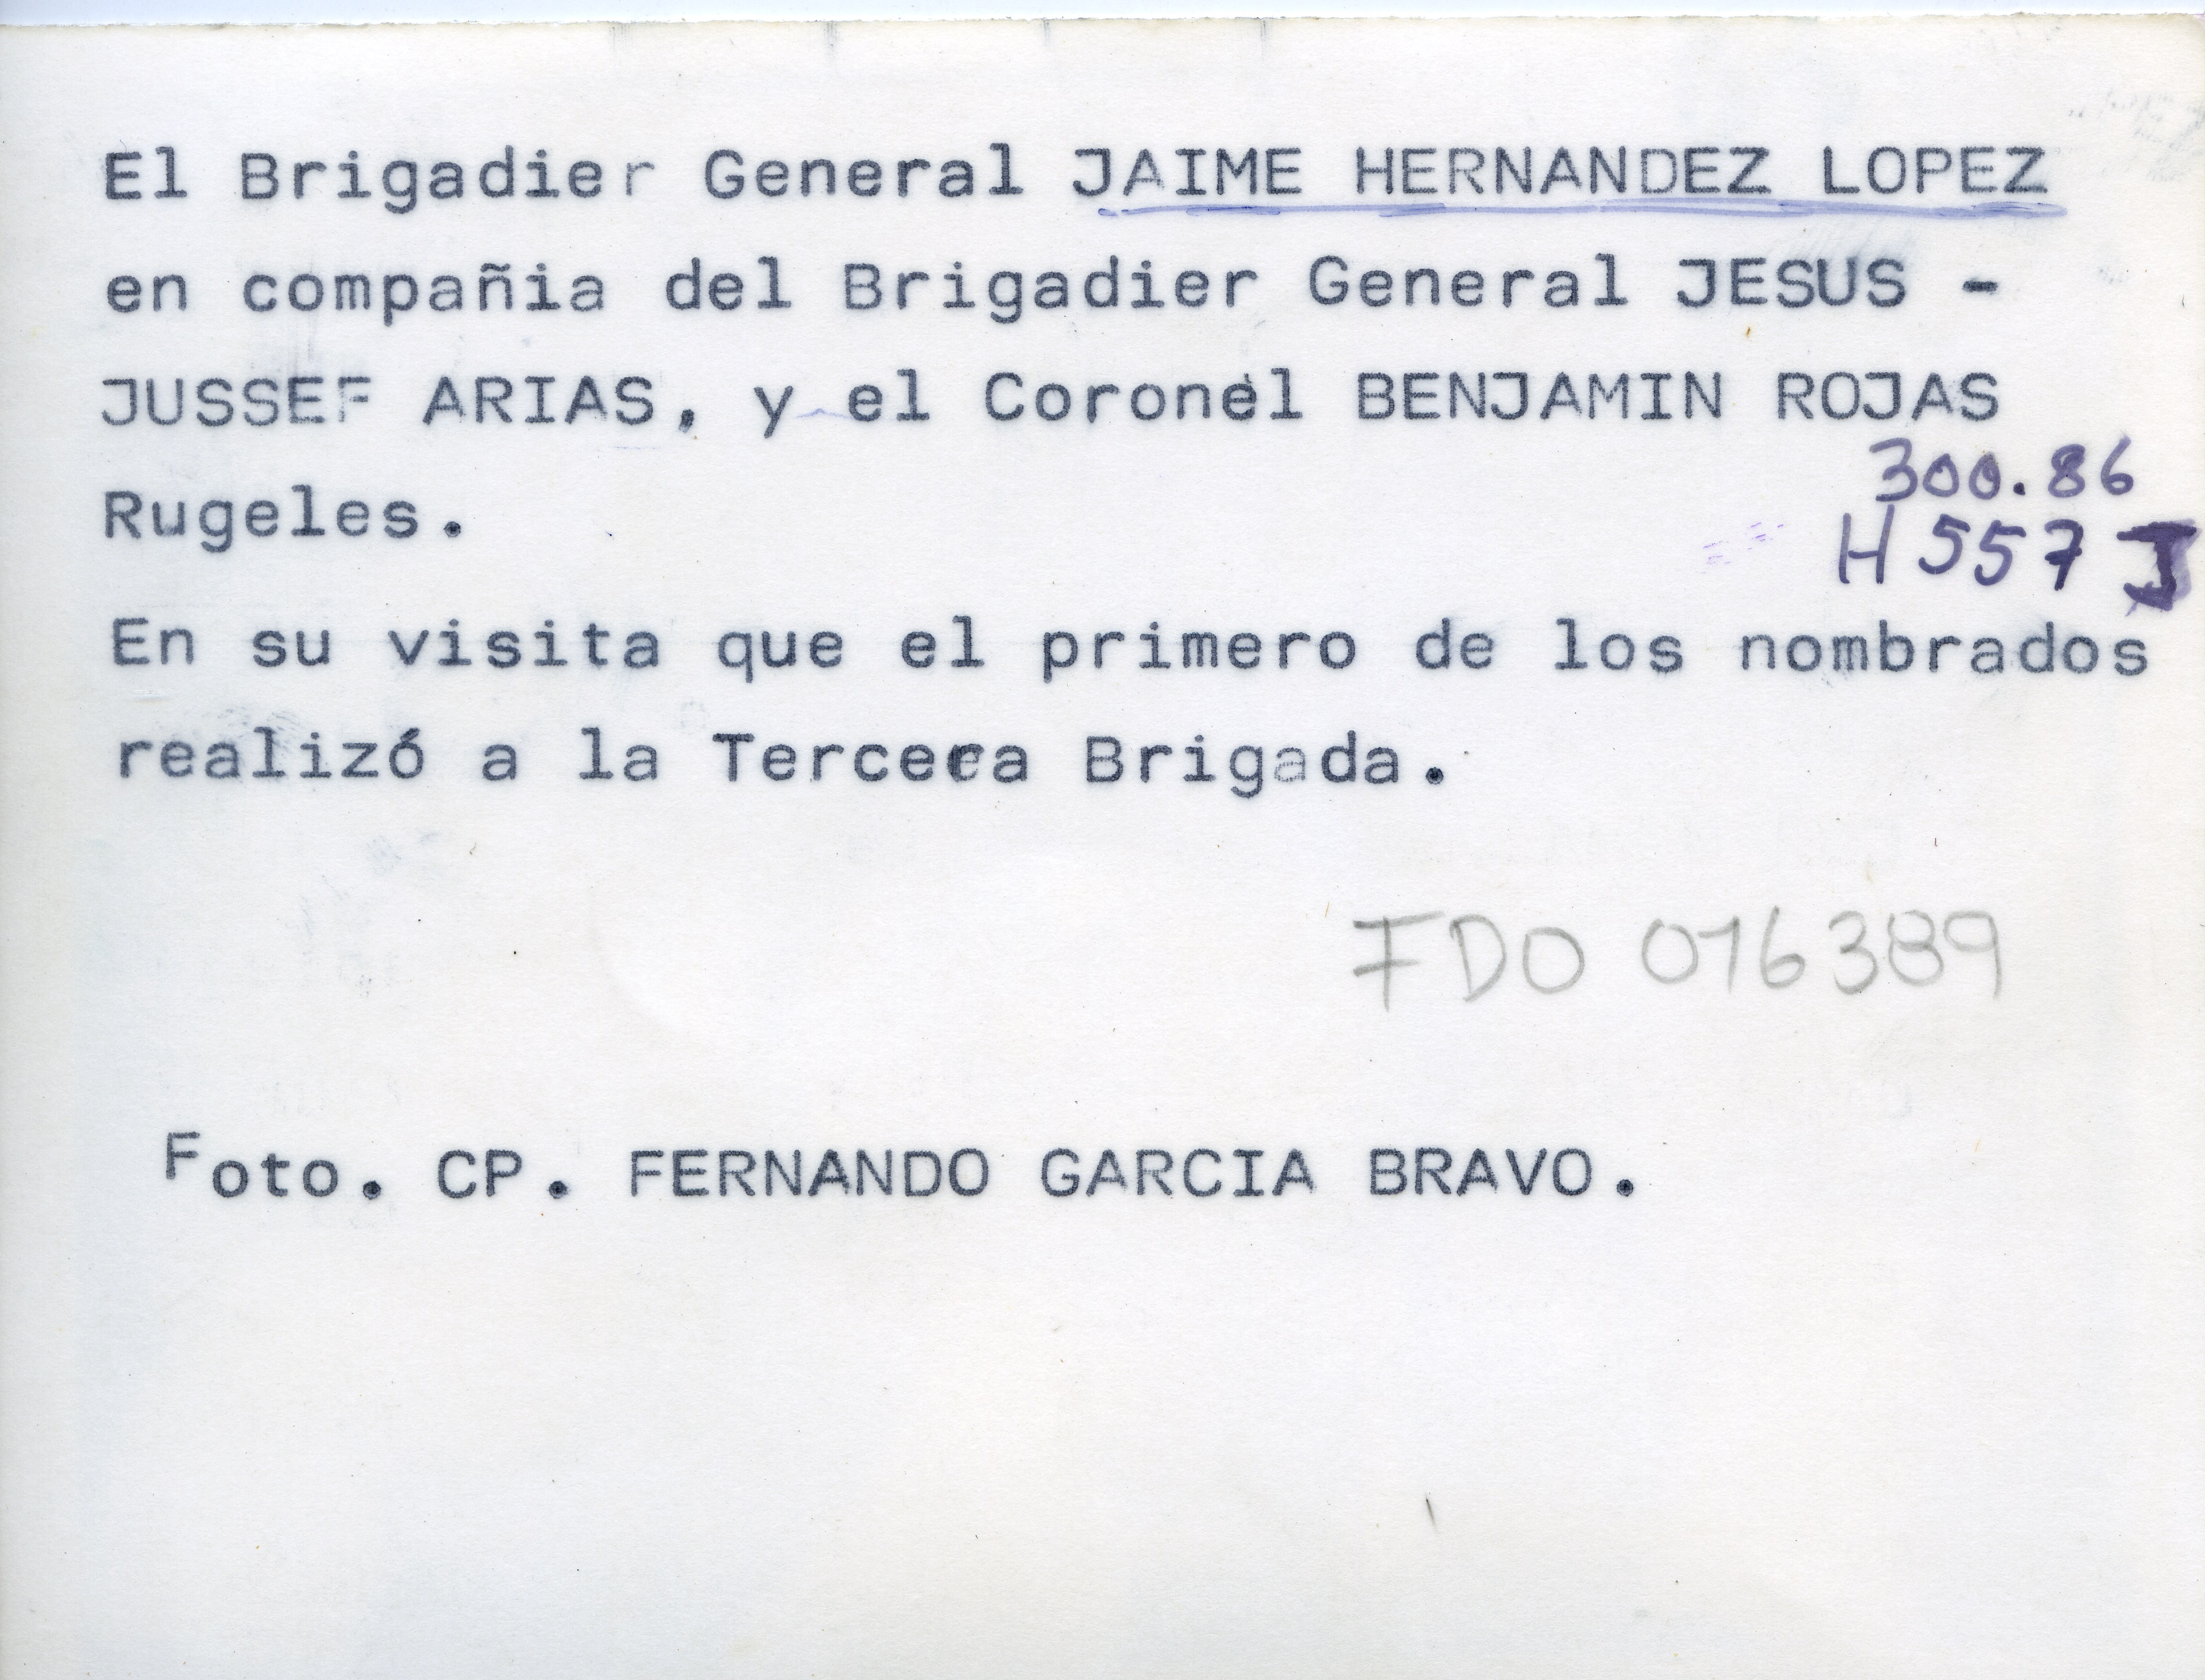 El Brigadier General JAIME HERNANDEZ LOPEZ
en compañia del Brigadier General JESUS -
JUSSEF ARIAS, y el Coronel BENJAMIN ROJAS
300.86
Rugeles.
H 557 J
En su visita que el primero de los nombrados
realizó a la Tercera Brigada.
FDO 016389
Foto. CP. FERNANDO GARCIA BRAVO.